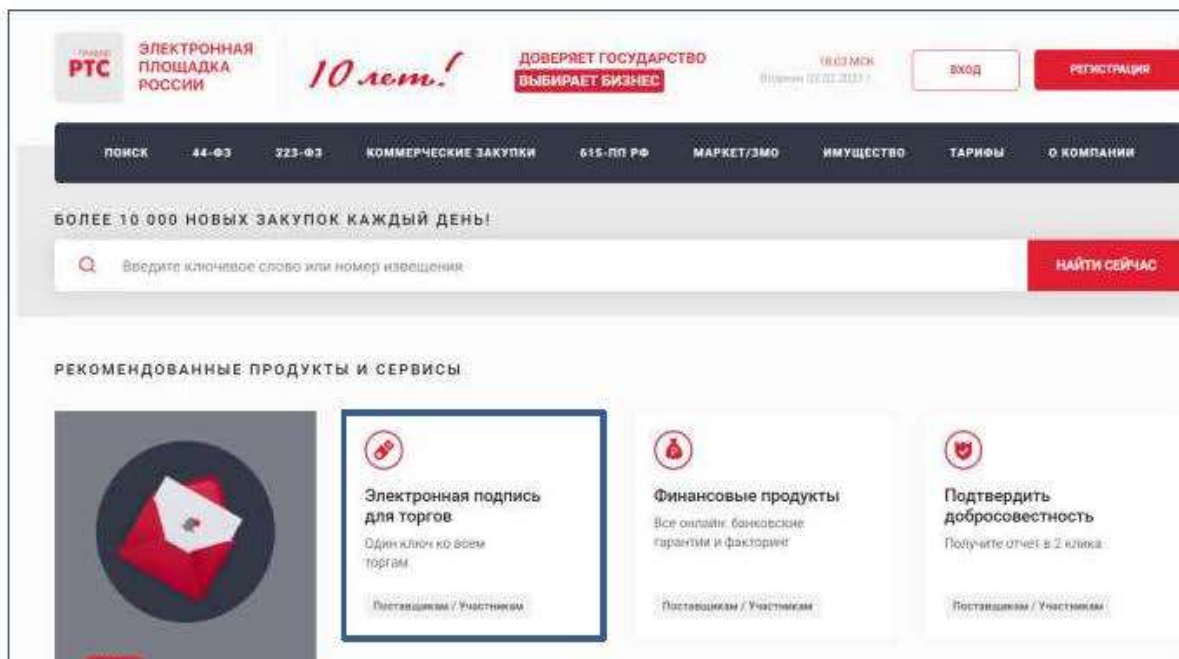 РТС
ЭЛЕКТРОННАЯ
ПЛОЩАДКА
РОССИИ
10 лет!
ДОВЕРЯЕТ ГОСУДАРСТВО
ВЫБИРАЕТ БИЗНЕС
18:03 МСК
Вторник
ВХОД
РЕГИСТРАЦИЯ
ПОИСК 44-ФЗ 223-ФЗ КОММЕРЧЕСКИЕ ЗАКУПКИ 615-ПП РФ МАРКЕТ/ЗМО ИМУЩЕСТВО ТАРИФЫ О КОМПАНИИ
БОЛЕЕ 10 000 НОВЫХ ЗАКУПОК КАЖДЫЙ ДЕНЬ!
Введите ключевое слово или номер извещения
НАЙТИ СЕЙЧАС
РЕКОМЕНДОВАННЫЕ ПРОДУКТЫ И СЕРВИСЫ
Электронная подпись
для торгов
Один ключ ко всем
торгам
Поставщикам / Участникам
Финансовые продукты
Все онлайн: банковские
гарантии и факторинг
Поставщикам / Участникам
Подтвердить
добросовестность
Получите отчет в 2 клика
Поставщикам / Участникам